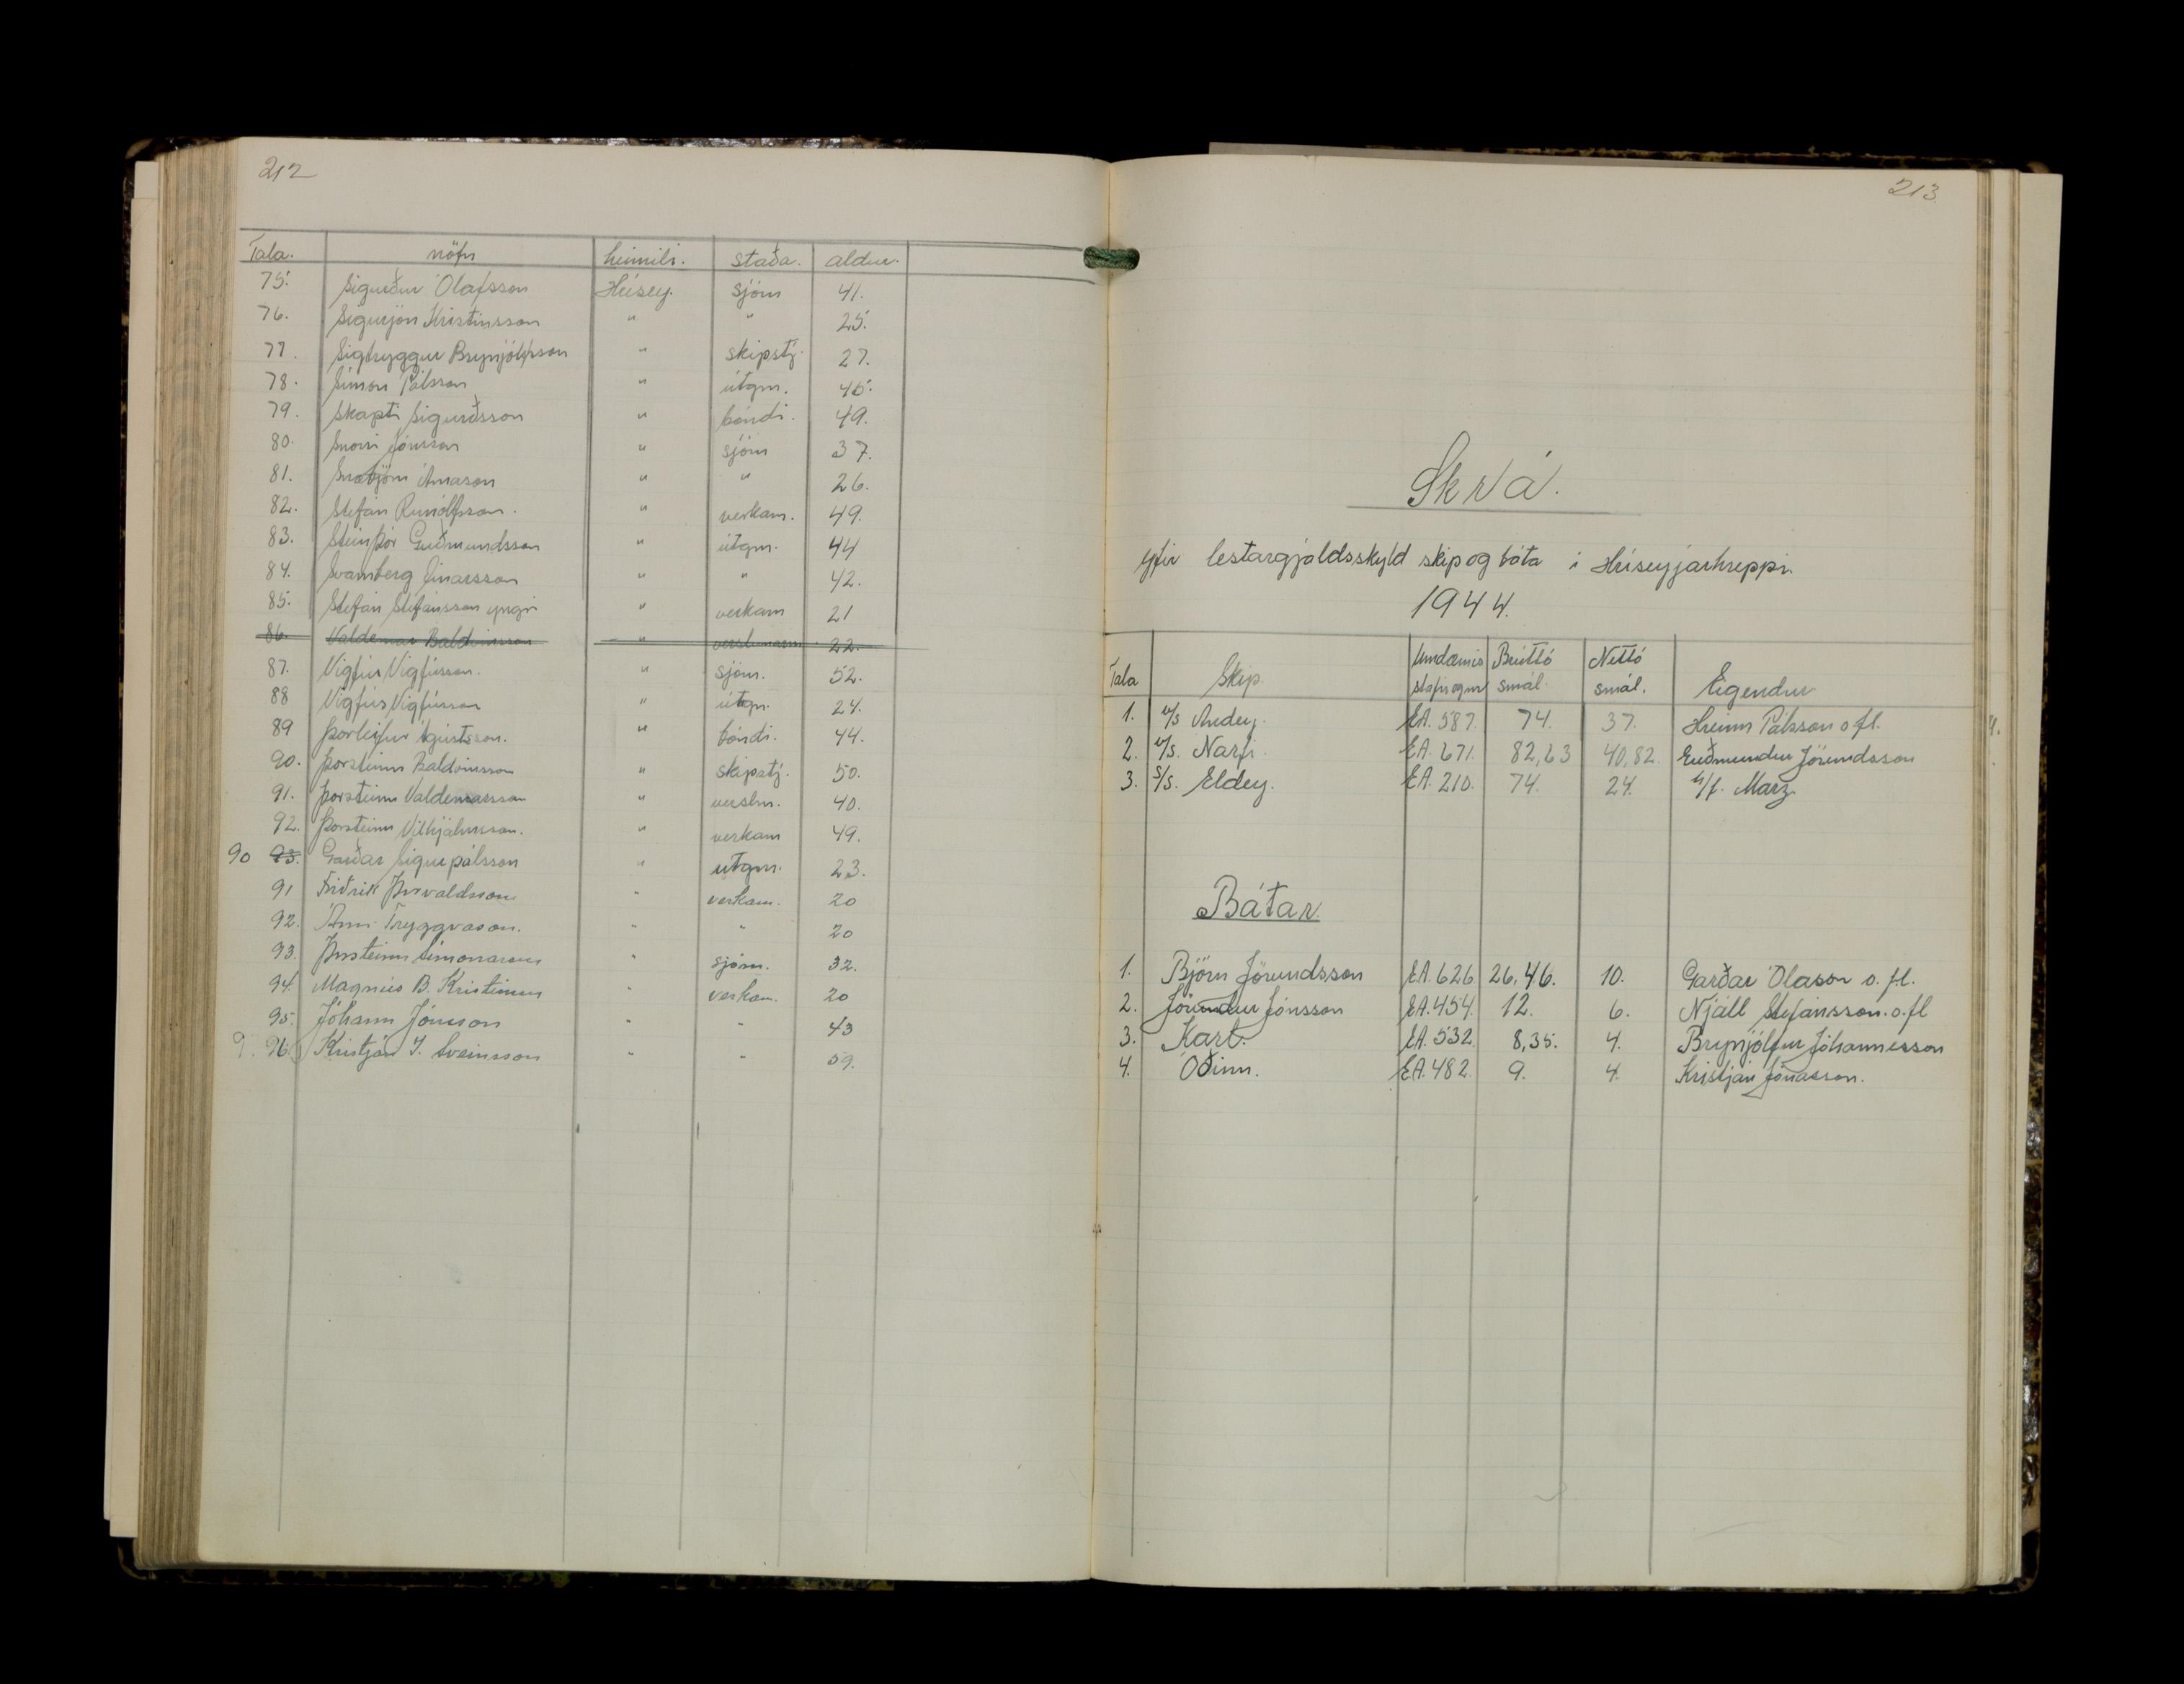 212
Tala. nöfn heimili. staða. aldur.
75. Sigurður Ólafsson Hrísey. sjóm 41.
76. Sigurjón Kristinsson " " 25.
77. Sigtryggur Brynjólfsson " skipstj. 27.
78. Símon Pálsson " útgm. 45.
79. Skapti Sigurðsson " bóndi. 49.
80. Snorri Jónsson " sjóm 37.
81. Snæbjörn Árnason " " 26.
82. Stefán Runólfsson. " verkam. 49.
83. Steinþór Guðmundsson " útgm. 44
84. Svanberg Einarsson " " 42.
85. Stefán Stefánsson yngri " verkam 21
86. Valdemar Baldvinsson " verslunarm 22.
87. Vigfús Vigfússon. " sjóm. 52.
88 Vigfús Vigfússon " útgm. 24.
89 Þorleifur Ágústsson. " bóndi. 44.
90. Þorsteinn Baldvinsson " skipstj. 50.
91. Þorsteinn Valdemarsson " verslm. 40.
92. Þorsteinn Vilhjálmsson. " verkam 49.
90 93. Garðar Sigurpálsson " útgm. 23.
91 Friðrik Þorvaldsson " verkam. 20
92. Árni Tryggvason. " " 20
93. Þorsteinn Símonarson " sjóm. 32.
94. Magnús B. Kristinsson " verkam. 20
95. Jóhann Jónsson " " 43
96. Kristján I. Sveinsson " " 59.
213
Skrá.
yfir lestargjaldsskyld skip og báta í Hríseyjarhreppi.
1944.
Tala Skip. Umdæmis Brúttó Nettó
stafir og nr smál. smál. Eigendur
1. Andey. EA. 587. 74. 37. Hreinn Pálsson o fl.
2. Narfi. EA. 671. 82,63 40,82. Guðmundur Jörundsson
3. s/s. Eldey. EA. 210. 74. 24. h/f. Marz.
Bátar.
1. Björn Jörundsson EA. 626 26,46. 10. Garðar Ólason o. fl.
2. Jörundur Jónsson EA. 454. 12. 6. Njáll Stefánsson. o. fl
3. Kári. EA. 532. 8,35. 4. Brynjólfur Jóhannesson
4. Óðinn. EA. 482. 9. 4. Kristján Jónasson.